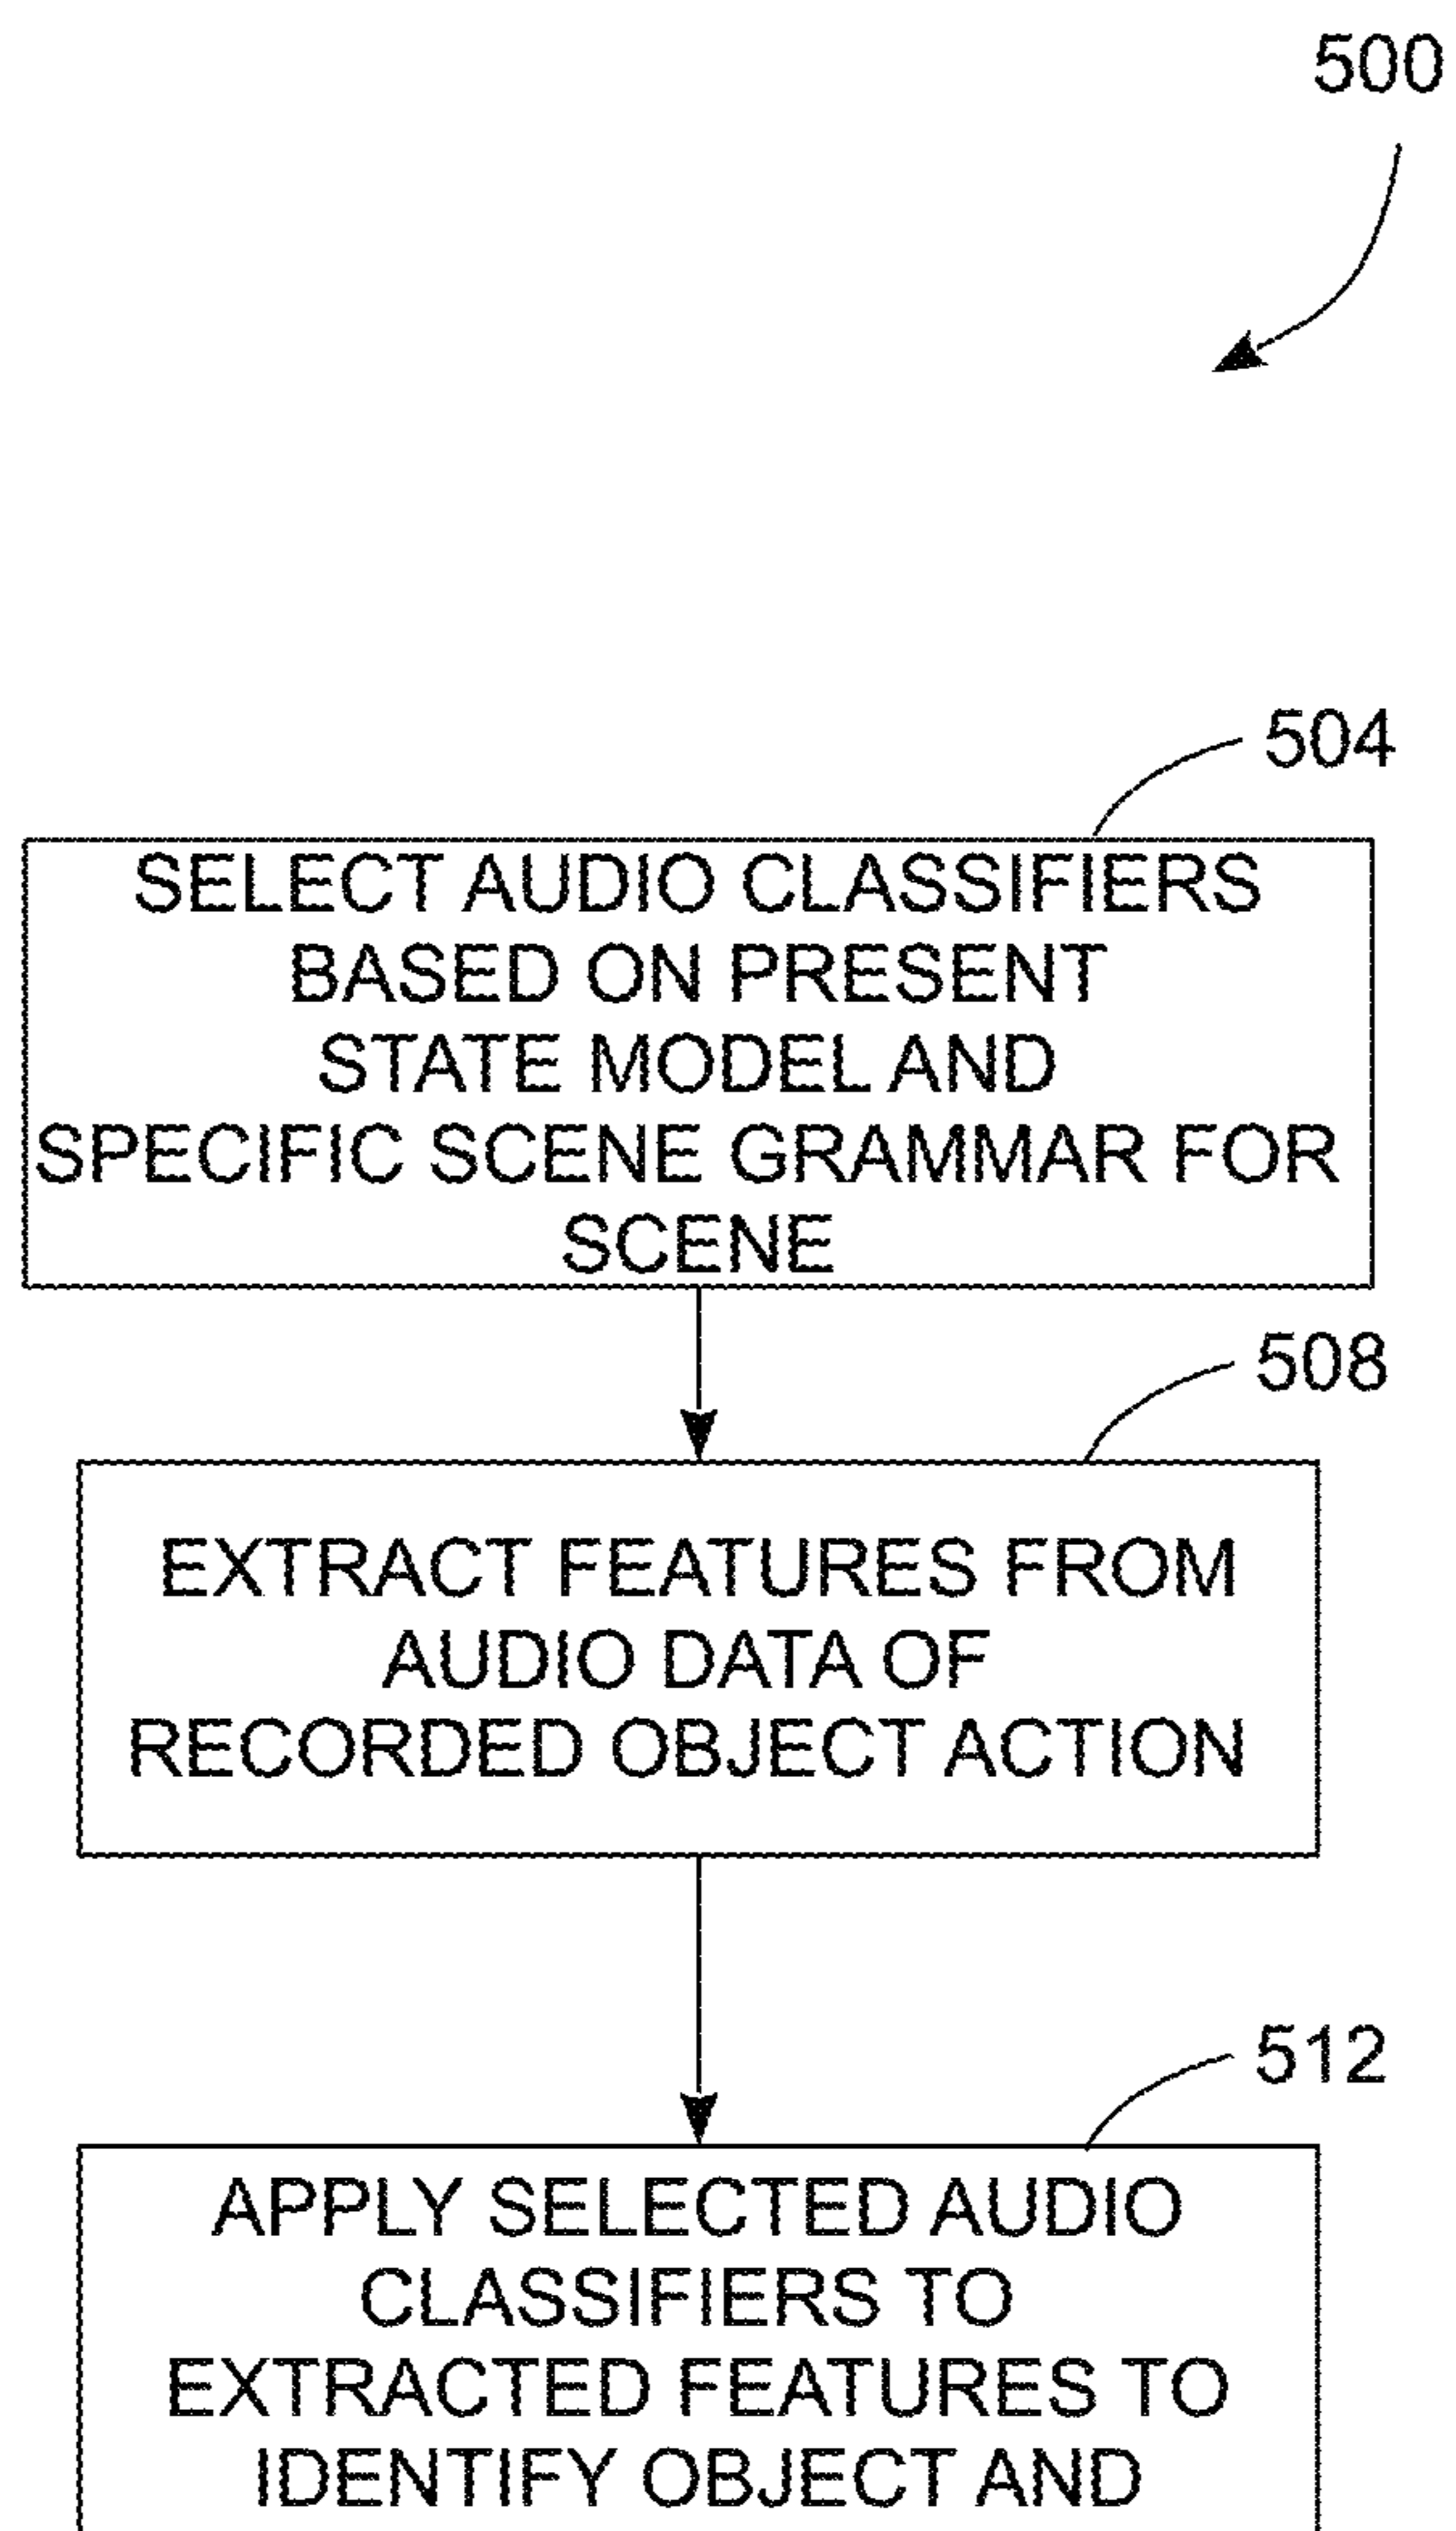 500
504
SELECT AUDIO CLASSIFIERS
BASED ON PRESENT
STATE MODEL AND
SPECIFIC SCENE GRAMMAR FOR
SCENE
508
EXTRACT FEATURES FROM
AUDIO DATA OF
RECORDED OBJECT ACTION
512
APPLY SELECTED AUDIO
CLASSIFIERS TO
EXTRACTED FEATURES TO
IDENTIFY OBJECT AND